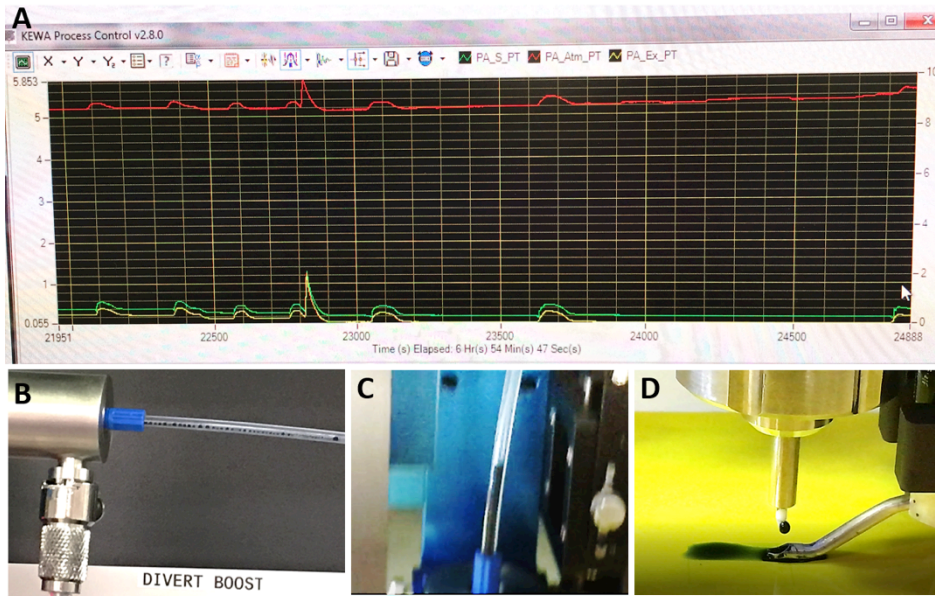 A
KEWA Process Control v2.8.0
X Y Y₂ ? PA_S_PT PA_Atm_PT PA_Ex_PT
5.853 10
5 8
4
3 6
2 4
1 2
0.055 0
21951 22500 23000 23500 24000 24500 24888
Time (s) Elapsed: 6 Hr(s) 54 Min(s) 47 Sec(s)
B C D
DIVERT BOOST